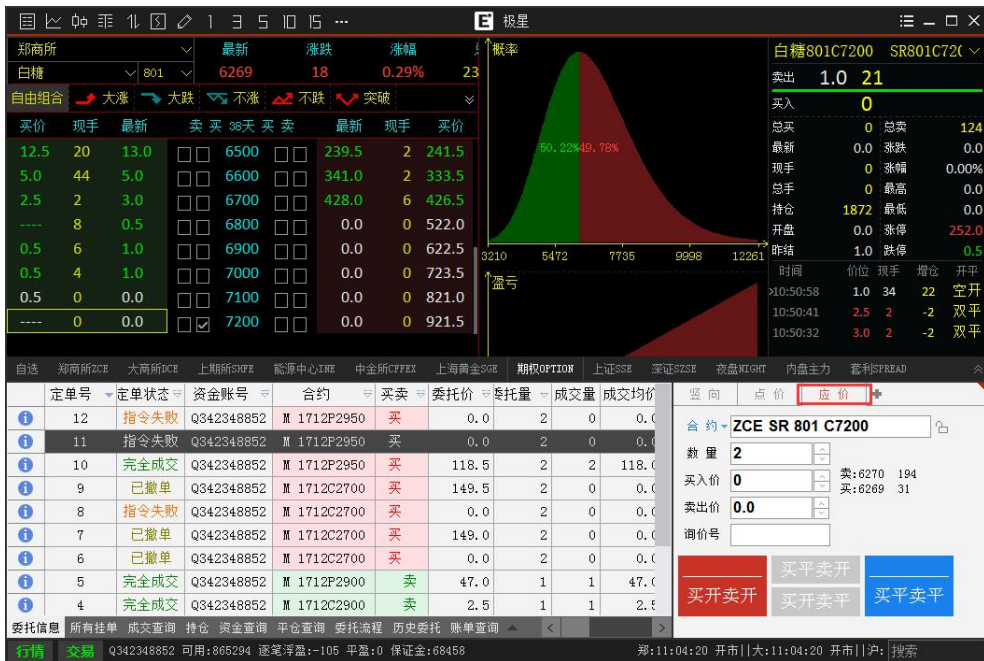 1 3 5 10 15 ··· E 极星
郑商所 最新 涨跌 涨幅
白糖 801 6269 18 0.29% 23
自由组合 大涨 大跌 不涨 不跌 突破
买价 现手 最新 卖 买 38天 买 卖 最新 现手 买价
12.5 20 13.0 6500 239.5 2 241.5
5.0 44 5.0 6600 341.0 2 333.5
2.5 2 3.0 6700 428.0 6 426.5
---- 8 0.5 6800 0.0 0 522.0
0.5 6 1.0 6900 0.0 0 622.5
0.5 4 1.0 7000 0.0 0 723.5
0.5 0 0.0 7100 0.0 0 821.0
---- 0 0.0 7200 0.0 0 921.5
概率
50.22%49.78%
3210 5472 7735 9998 12261
盈亏
白糖801C7200 SR801C72(
卖出 1.0 21
买入 0
总买 0 总卖 124
最新 0.0 涨跌 0.0
现手 0 涨幅 0.00%
总手 0 最高 0.0
持仓 1872 最低 0.0
开盘 0.0 涨停 252.0
昨结 1.0 跌停 0.5
时间 价位 现手 增仓 开平
10:50:58 1.0 34 22 空开
10:50:41 2.5 2 -2 双平
10:50:32 3.0 2 -2 双平
自选 郑商所ZCE 大商所DCE 上期所SHFE 能源中心INE 中金所CFFEX 上海黄金SGE 期权OPTION 上证SSE 深证SZSE 夜盘NIGHT 内盘主力 套利SPREAD
定单号 定单状态 资金账号 合约 买卖 委托价 委托量 成交量 成交均价
12 指令失败 Q342348852 M 1712P2950 买 0.0 2 0 0.
11 指令失败 Q342348852 M 1712P2950 买 0.0 2 0 0.
10 完全成交 Q342348852 M 1712P2950 买 118.5 2 2 118.
9 已撤单 Q342348852 M 1712C2700 买 149.5 2 0 0.
8 指令失败 Q342348852 M 1712C2700 买 0.0 2 0 0.
7 已撤单 Q342348852 M 1712C2700 买 149.0 2 0 0.
6 已撤单 Q342348852 M 1712C2700 买 0.0 2 0 0.
5 完全成交 Q342348852 M 1712P2900 卖 47.0 1 1 47.
4 完全成交 Q342348852 M 1712C2900 卖 2.5 1 1 2.
竖向 点价 应价
合约 ZCE SR 801 C7200
数量 2
买入价 0 卖:6270 194
买:6269 31
卖出价 0.0
询价号
买开卖开 买平卖开 买平卖平
买开卖平
委托信息 所有挂单 成交查询 持仓 资金查询 平仓查询 委托流程 历史委托 账单查询
行情 交易 Q342348852 可用:865294 逐笔浮盈:-105 平盈:0 保证金:68458 郑:11:04:20 开市||大:11:04:20 开市||沪: 搜索